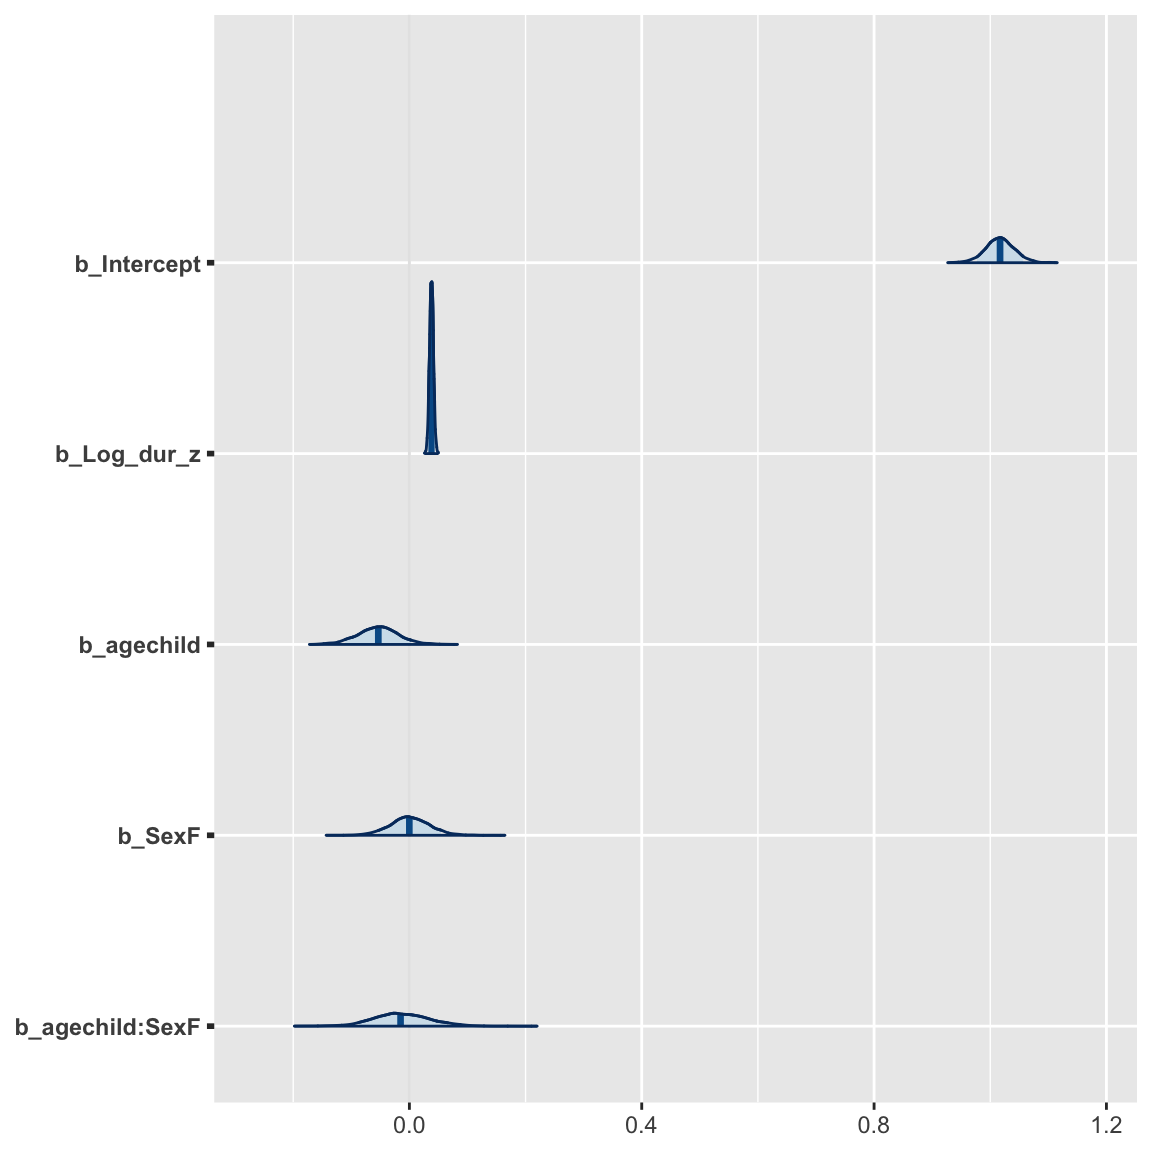 b_Intercept
b_Log_dur_z
b_agechild
b_SexF
b_agechild:SexF
0.0 0.4 0.8 1.2